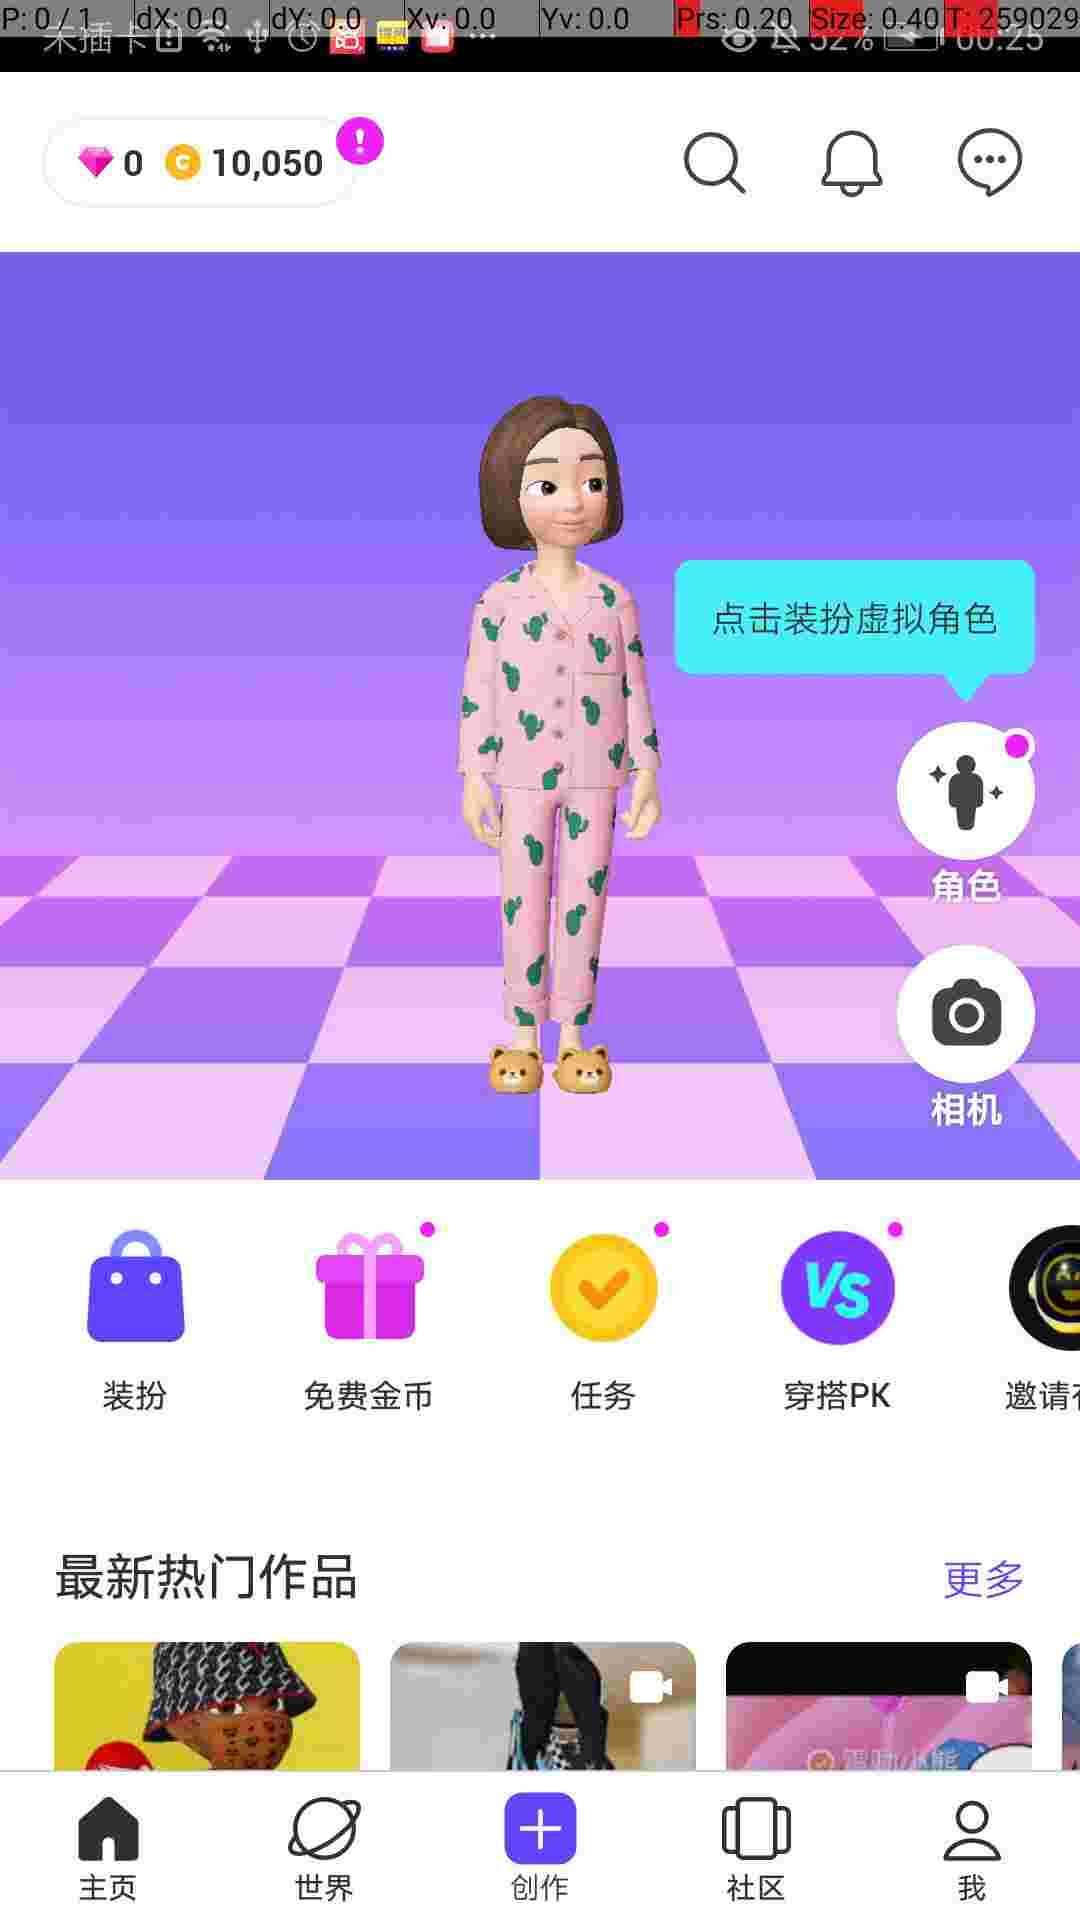 P: 0 / 1 dX: 0.0 dY: 0.0 Xv: 0.0 Yv: 0.0 Prs: 0.20 Size: 0.40 T: 259029
未插卡 52% 00:25
0 C 10,050
点击装扮虚拟角色
角色
相机
VS
装扮 免费金币 任务 穿搭PK 邀请
最新热门作品 更多
主页 世界 创作 社区 我